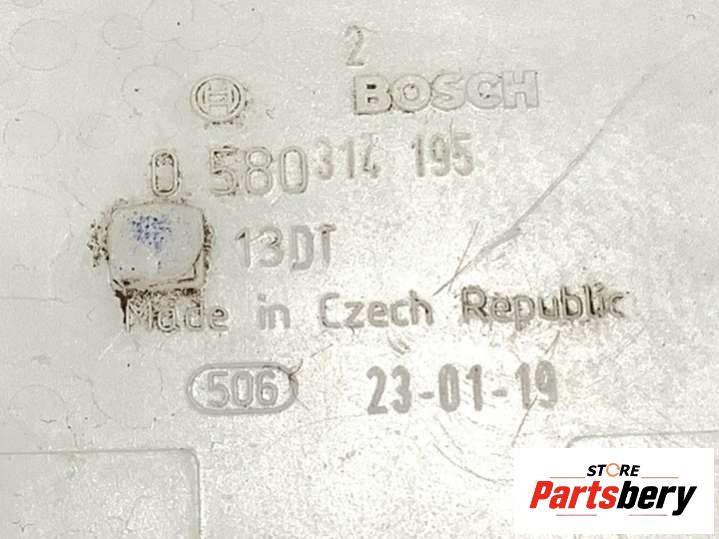 2
BOSCH
0 580 314 195
13DT
Made in Czech Republic
506 23-01-19
STORE
Partsbery